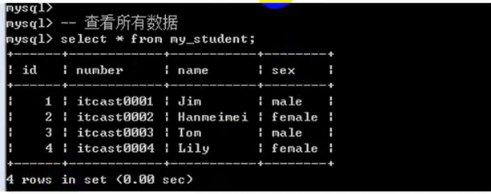 mysql>
mysql> -- 查看所有数据
mysql> select * from my_student;
+----+------------+-----------+--------+
| id | number | name | sex |
+----+------------+-----------+--------+
| 1 | itcast0001 | Jim | male |
| 2 | itcast0002 | Hanmeimei | female |
| 3 | itcast0003 | Tom | male |
| 4 | itcast0004 | Lily | female |
+----+------------+-----------+--------+
4 rows in set (0.00 sec)